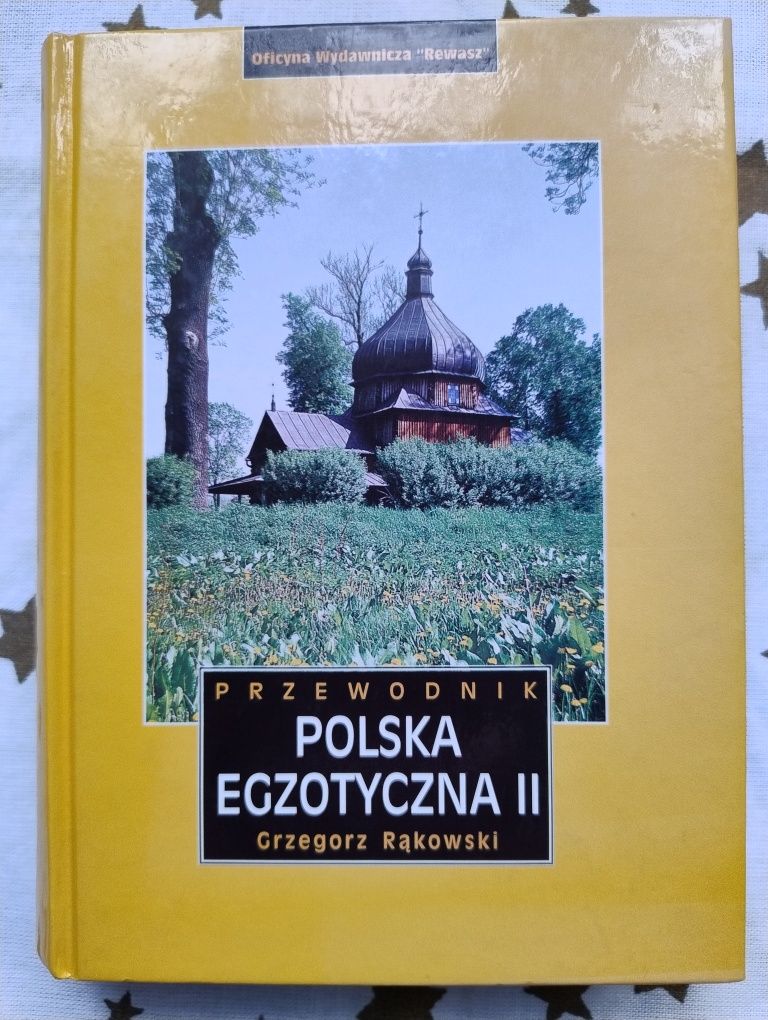 Oficyna Wydawnicza "Rewasz"
PRZEWODNIK
POLSKA
EGZOTYCZNA II
Grzegorz Rąkowski